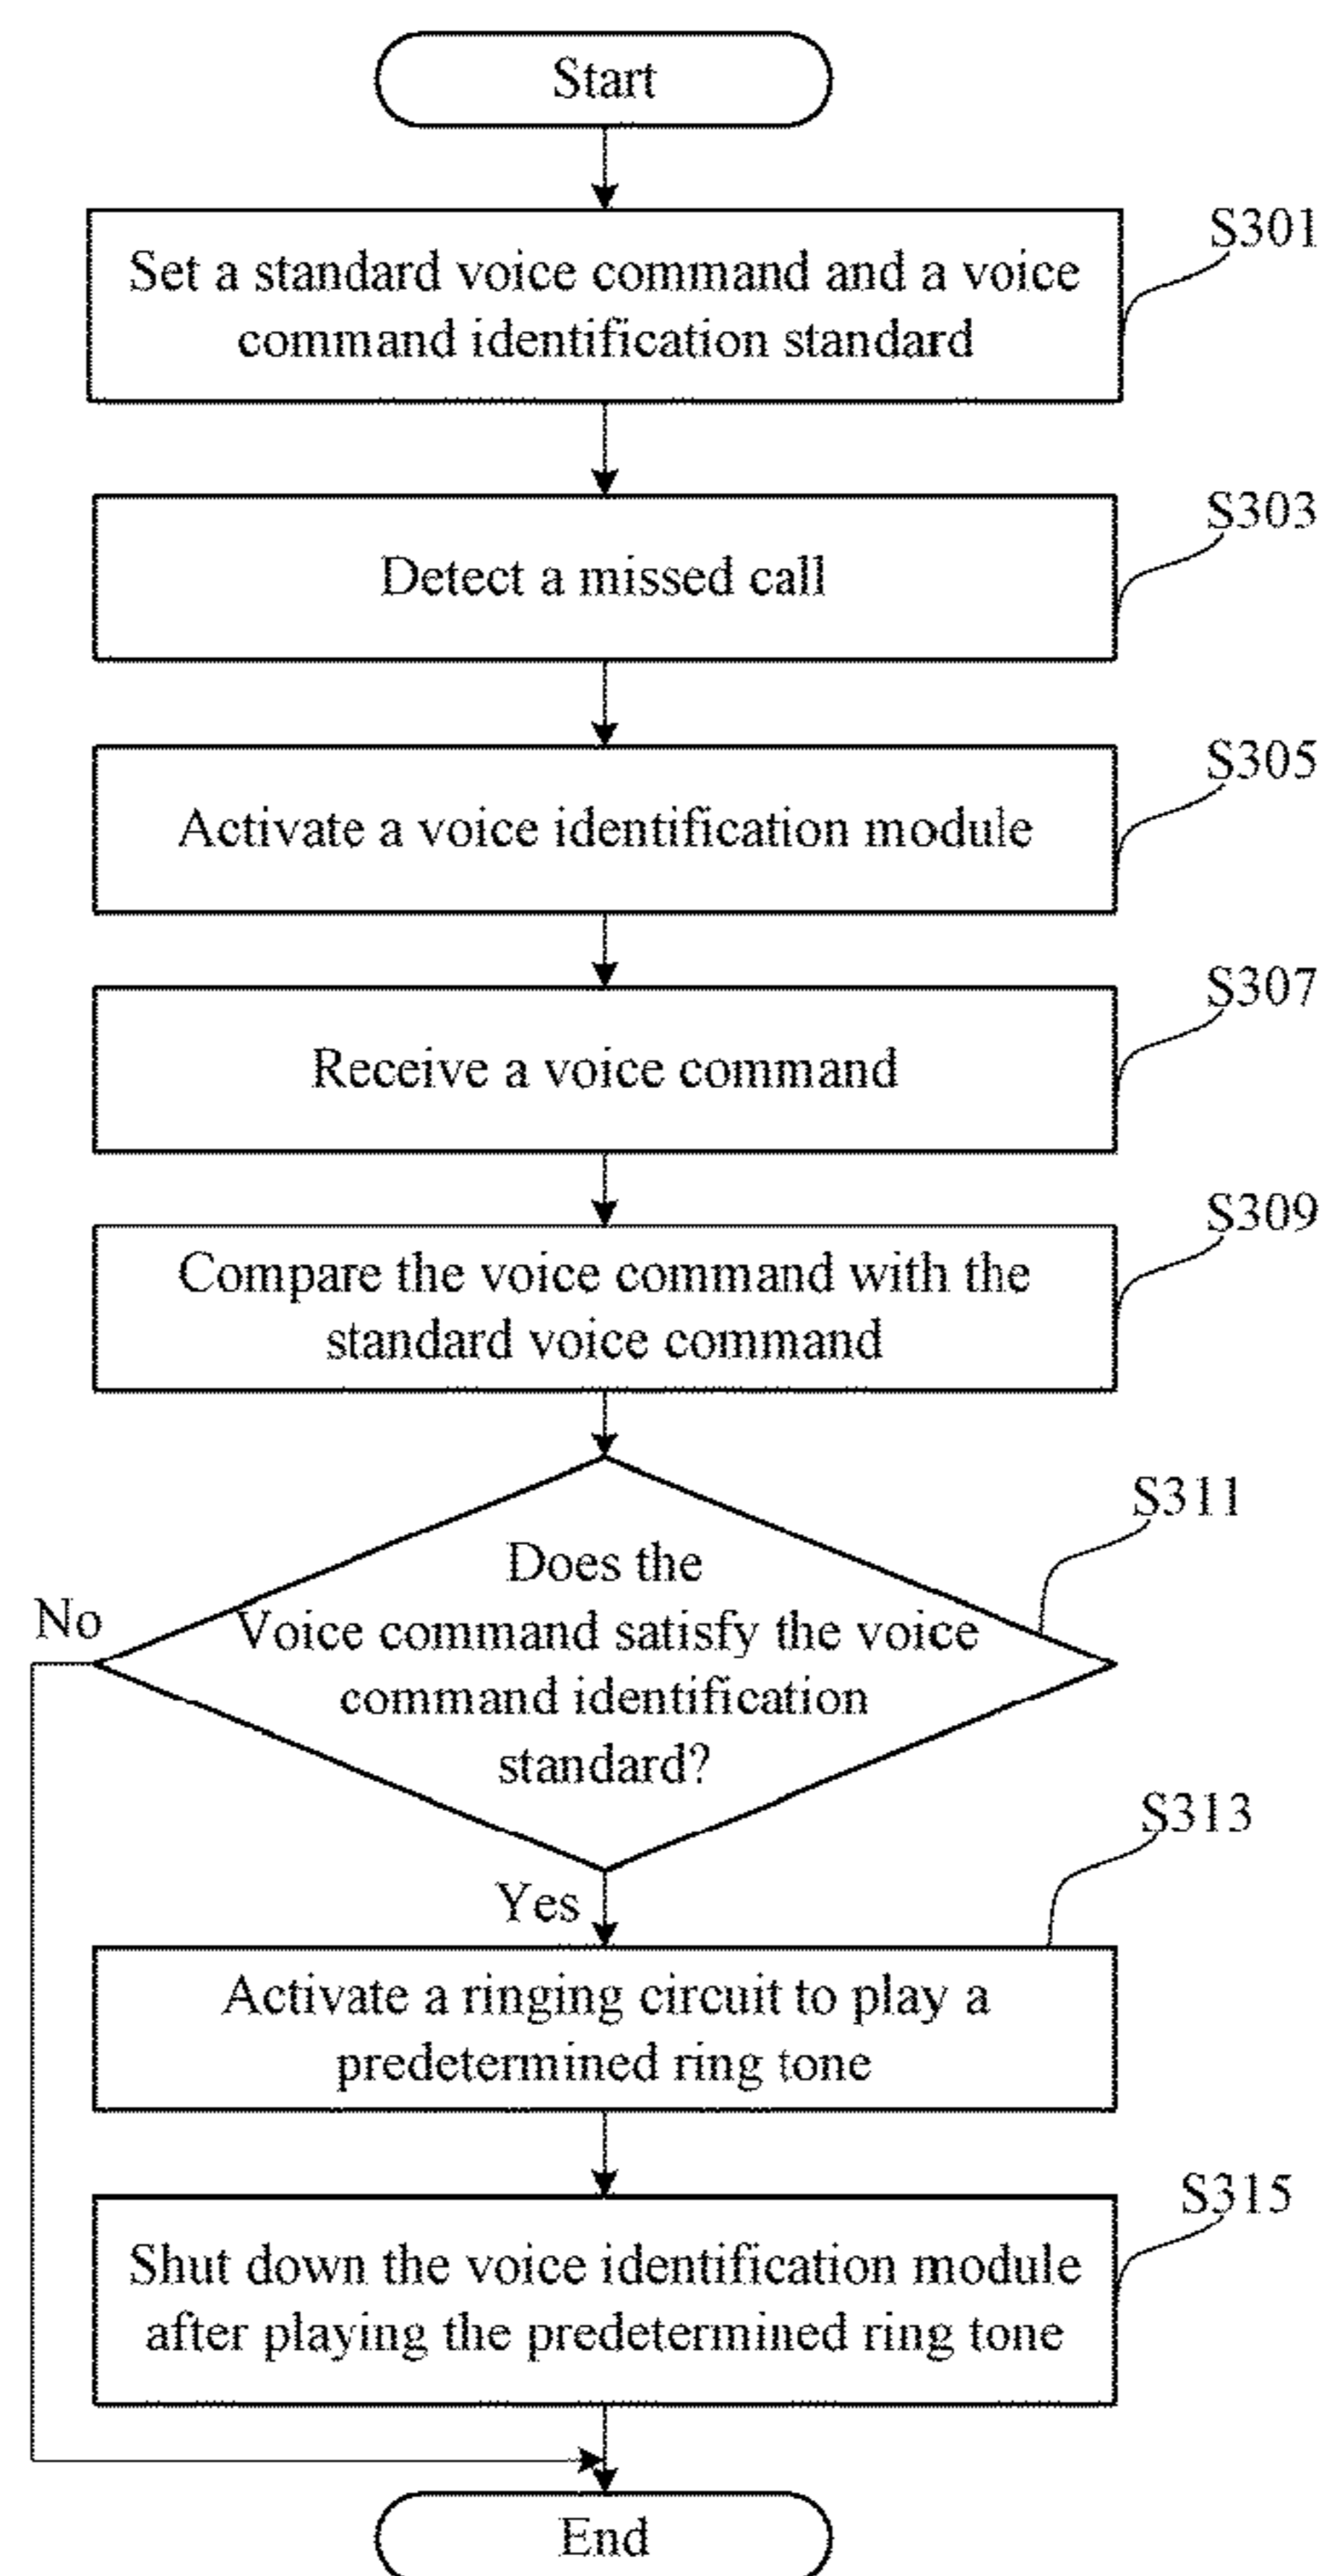 Start
S301
Set a standard voice command and a voice
command identification standard
S303
Detect a missed call
S305
Activate a voice identification module
S307
Receive a voice command
S309
Compare the voice command with the
standard voice command
S311
Does the
Voice command satisfy the voice
command identification
standard?
No
S313
Yes
Activate a ringing circuit to play a
predetermined ring tone
S315
Shut down the voice identification module
after playing the predetermined ring tone
End